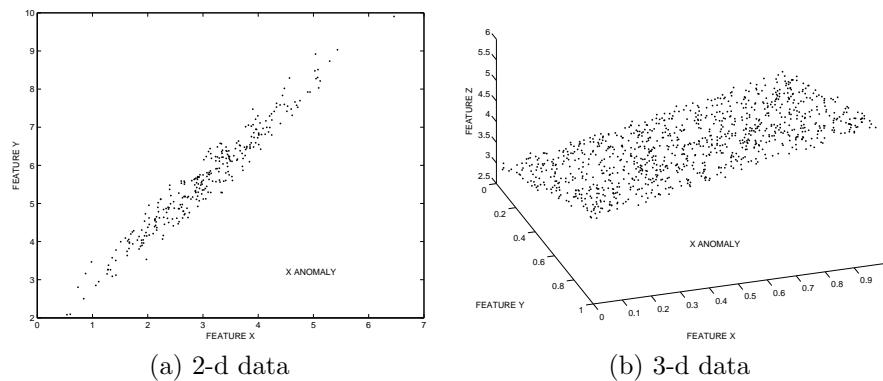 10
9
8
7
6
5
4
3
2
FEATURE Y
0 1 2 3 4 5 6 7
FEATURE X
X ANOMALY
(a) 2-d data
6
5.5
5
4.5
4
3.5
3
2.5
FEATURE Z
0
0.2
0.4
0.6
0.8
1
FEATURE Y
0 0.1 0.2 0.3 0.4 0.5 0.6 0.7 0.8 0.9
FEATURE X
X ANOMALY
(b) 3-d data